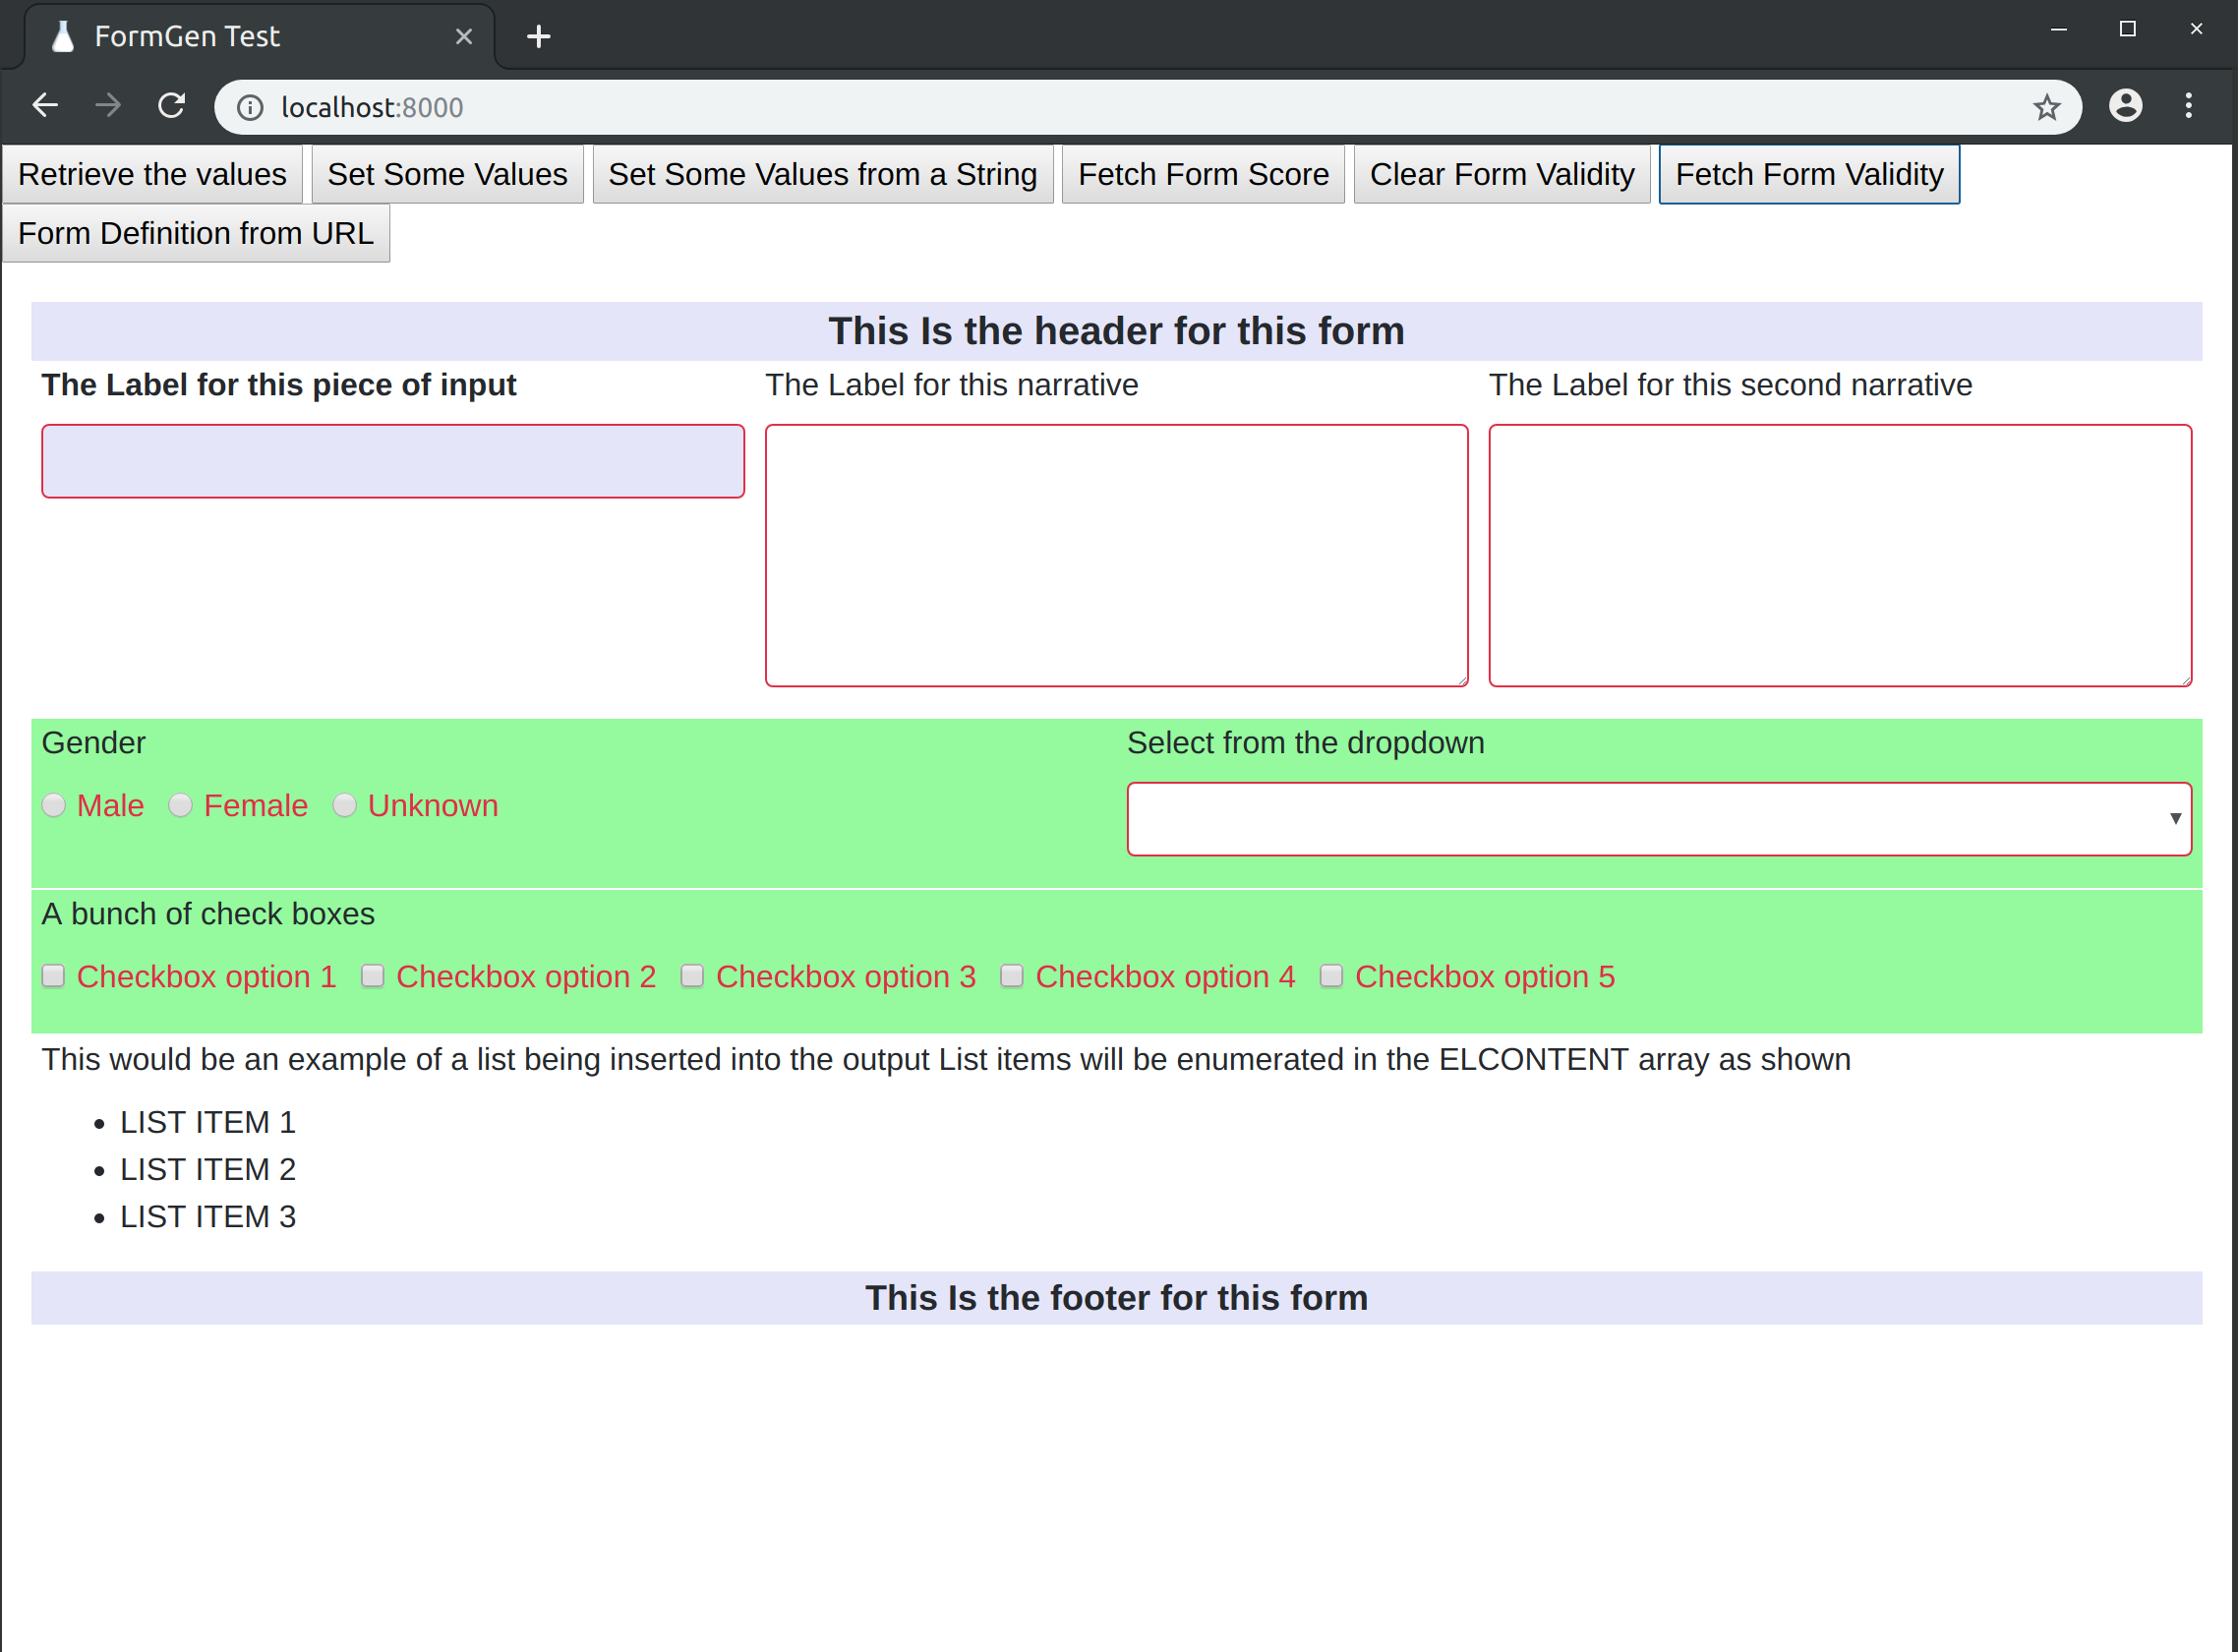 FormGen Test
localhost:8000
Retrieve the values Set Some Values Set Some Values from a String Fetch Form Score Clear Form Validity Fetch Form Validity
Form Definition from URL
This Is the header for this form
The Label for this piece of input The Label for this narrative The Label for this second narrative
Gender Select from the dropdown
Male Female Unknown
A bunch of check boxes
Checkbox option 1 Checkbox option 2 Checkbox option 3 Checkbox option 4 Checkbox option 5
This would be an example of a list being inserted into the output List items will be enumerated in the ELCONTENT array as shown
• LIST ITEM 1
• LIST ITEM 2
• LIST ITEM 3
This Is the footer for this form